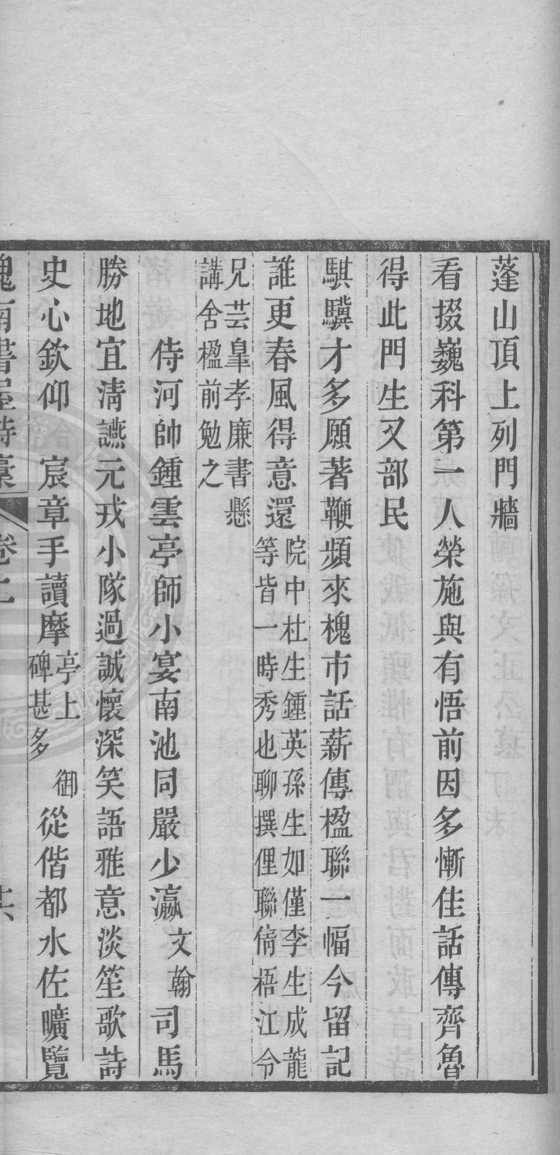 蓬山頂上列門牆
看掇巍科第一人榮施與有悟前因多慚佳話傳齊魯
得此門生又部民
騏驥才多願著鞭頻來槐市話薪傳楹聯一幅今留記
誰更春風得意還院中杜生鍾英孫生如僅李生成龍
等皆一時秀也聊撰俚聯倩梧江令
兄芸臯孝廉書懸
講舍楹前勉之
侍河帥鍾雲亭師小宴南池同嚴少瀛文翰司馬
勝地宜清讌元戎小隊過誠懷深笑語雅意淡笙歌詩
史心欽仰宸章手讀摩亭上御
碑甚多從偕都水佐曠覽
槐南書屋詩稾
卷上